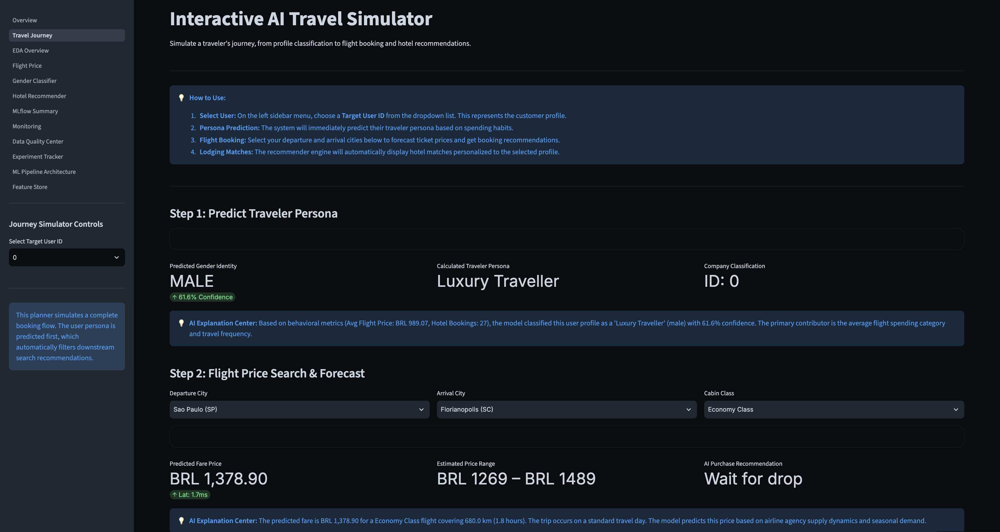 Overview
Travel Journey
EDA Overview
Flight Price
Gender Classifier
Hotel Recommender
MLflow Summary
Monitoring
Data Quality Center
Experiment Tracker
ML Pipeline Architecture
Feature Store
Journey Simulator Controls
Select Target User ID
0
This planner simulates a complete
booking flow. The user persona is
predicted first, which
automatically filters downstream
search recommendations.
Interactive AI Travel Simulator
Simulate a traveler's journey, from profile classification to flight booking and hotel recommendations.
How to Use:
1. Select User: On the left sidebar menu, choose a Target User ID from the dropdown list. This represents the customer profile.
2. Persona Prediction: The system will immediately predict their traveler persona based on spending habits.
3. Flight Booking: Select your departure and arrival cities below to forecast ticket prices and get booking recommendations.
4. Lodging Matches: The recommender engine will automatically display hotel matches personalized to the selected profile.
Step 1: Predict Traveler Persona
Predicted Gender Identity
MALE
↑ 61.6% Confidence
Calculated Traveler Persona
Luxury Traveller
Company Classification
ID: 0
AI Explanation Center: Based on behavioral metrics (Avg Flight Price: BRL 989.07, Hotel Bookings: 27), the model classified this user profile as a 'Luxury Traveller' (male) with 61.6% confidence. The primary contributor is the average flight spending category
and travel frequency.
Step 2: Flight Price Search & Forecast
Departure City
Sao Paulo (SP)
Arrival City
Florianopolis (SC)
Cabin Class
Economy Class
Predicted Fare Price
BRL 1,378.90
↑ Lat: 1.7ms
Estimated Price Range
BRL 1269 – BRL 1489
AI Purchase Recommendation
Wait for drop
AI Explanation Center: The predicted fare is BRL 1,378.90 for a Economy Class flight covering 680.0 km (1.8 hours). The trip occurs on a standard travel day. The model predicts this price based on airline agency supply dynamics and seasonal demand.